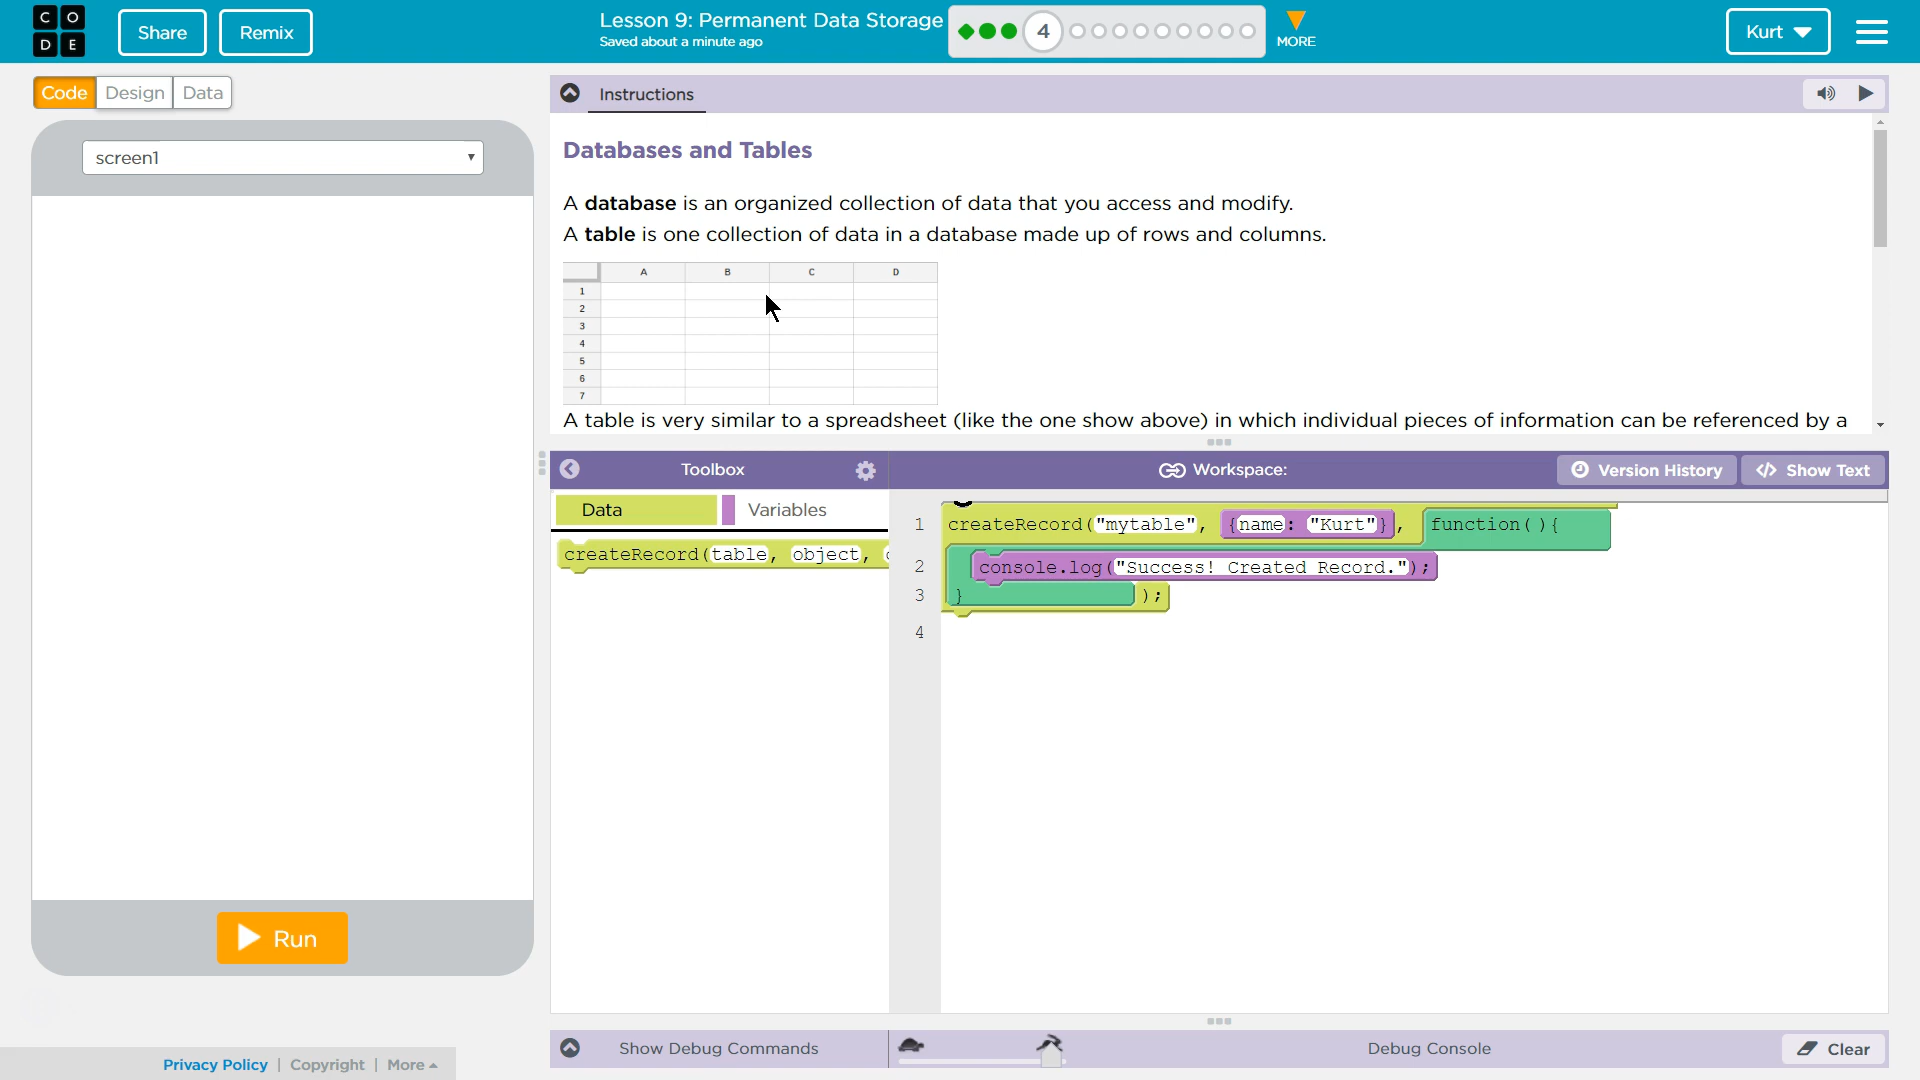 C O
D E
Share
Remix
Lesson 9: Permanent Data Storage
Saved about a minute ago
4
MORE
Kurt
Code
Design
Data
screen1
Instructions
Databases and Tables
A database is an organized collection of data that you access and modify.
A table is one collection of data in a database made up of rows and columns.
A B C D
1
2
3
4
5
6
7
A table is very similar to a spreadsheet (like the one show above) in which individual pieces of information can be referenced by a
Toolbox
Workspace:
Version History
</> Show Text
Data
Variables
createRecord(table, object,
1 createRecord("mytable", {name: "Kurt"}, function( ){
2 console.log("Success! Created Record.");
3 } );
4
Run
Show Debug Commands
Debug Console
Clear
Privacy Policy | Copyright | More